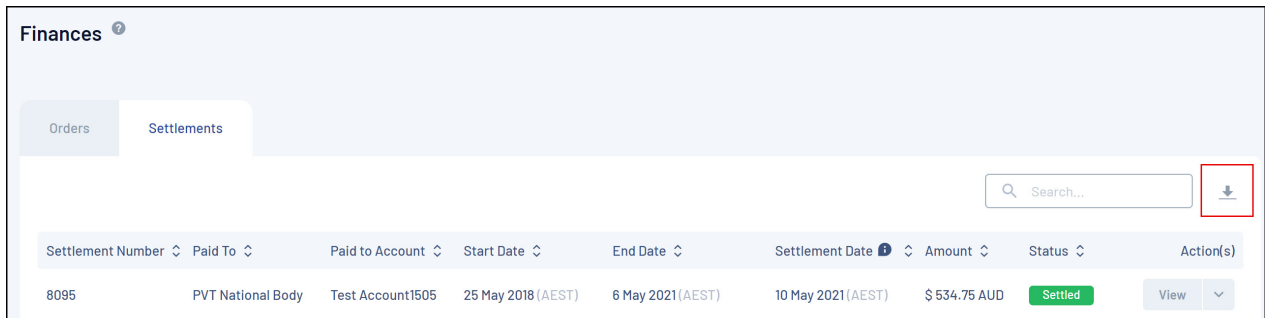 Finances
Orders
Settlements
Search...
Settlement Number Paid To Paid to Account Start Date End Date Settlement Date Amount Status Action(s)
8095 PVT National Body Test Account1505 25 May 2018 (AEST) 6 May 2021 (AEST) 10 May 2021 (AEST) $ 534.75 AUD Settled View